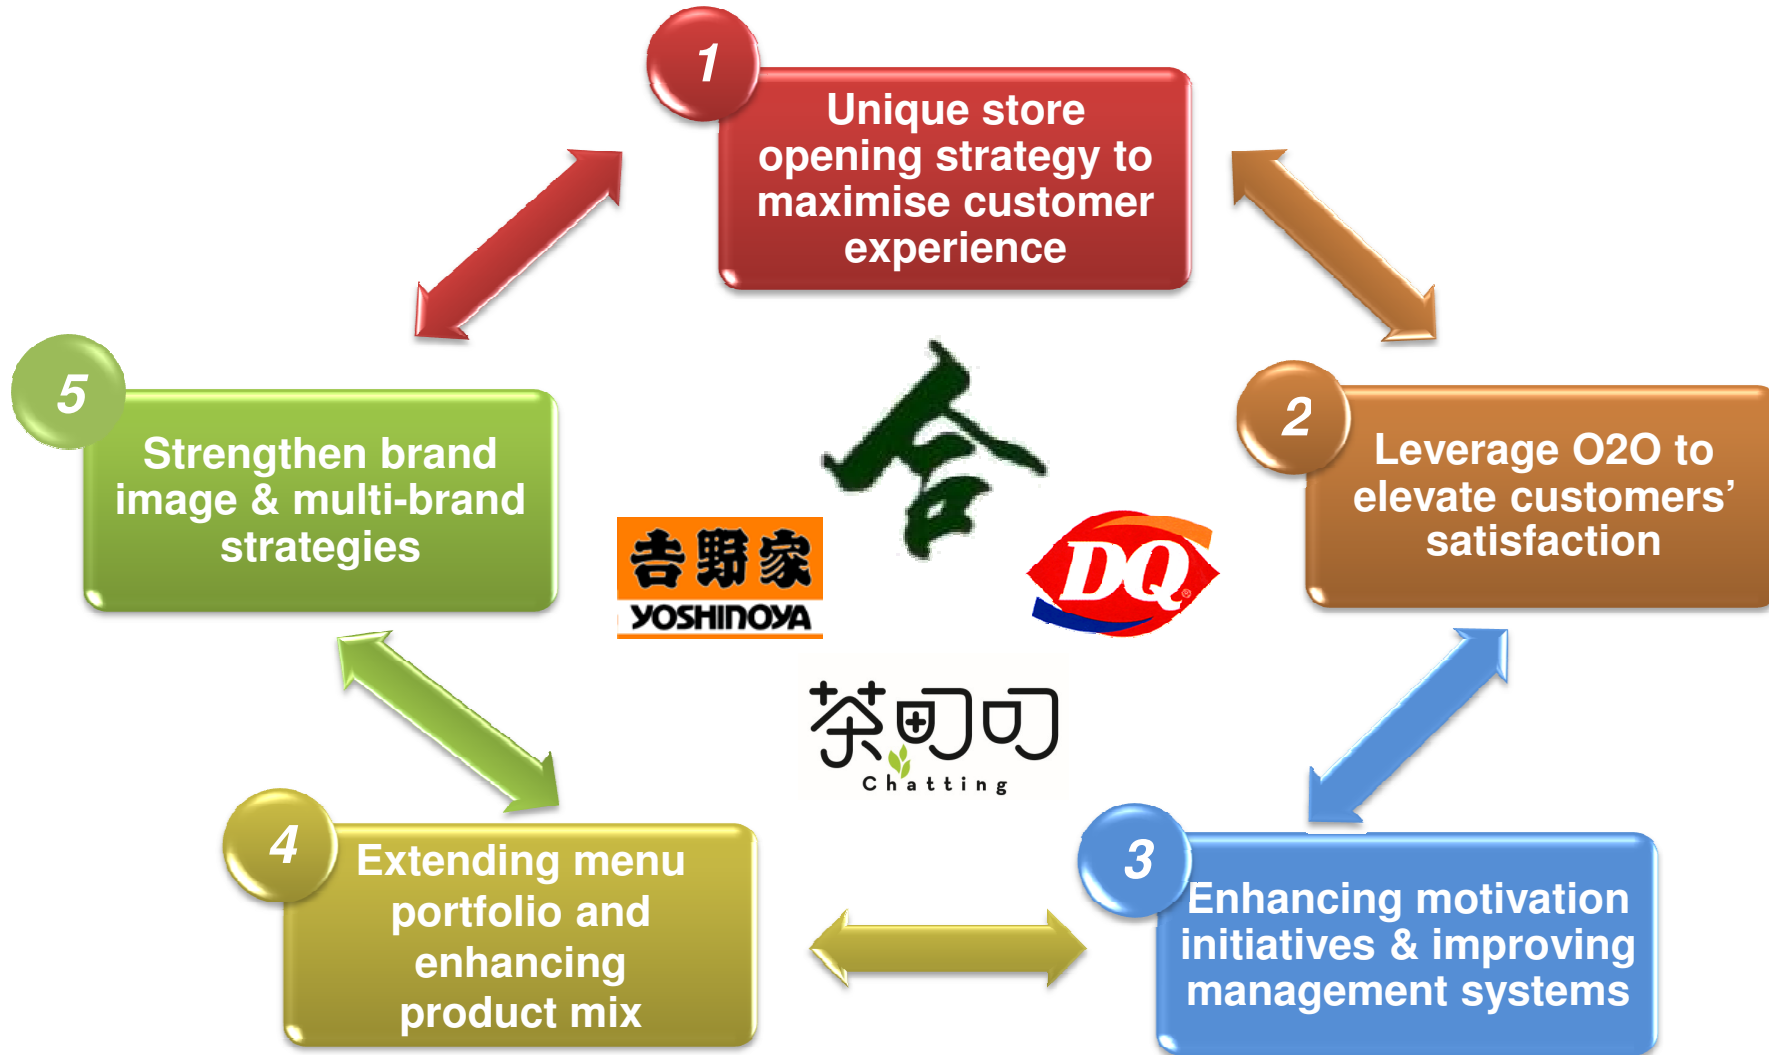 1
Unique store
opening strategy to
maximise customer
experience
2
Leverage O2O to
elevate customers’
satisfaction
3
Enhancing motivation
initiatives & improving
management systems
4
Extending menu
portfolio and
enhancing
product mix
5
Strengthen brand
image & multi-brand
strategies
合
吉野家
YOSHINOYA
DQ
®
茶叮叮
Chatting